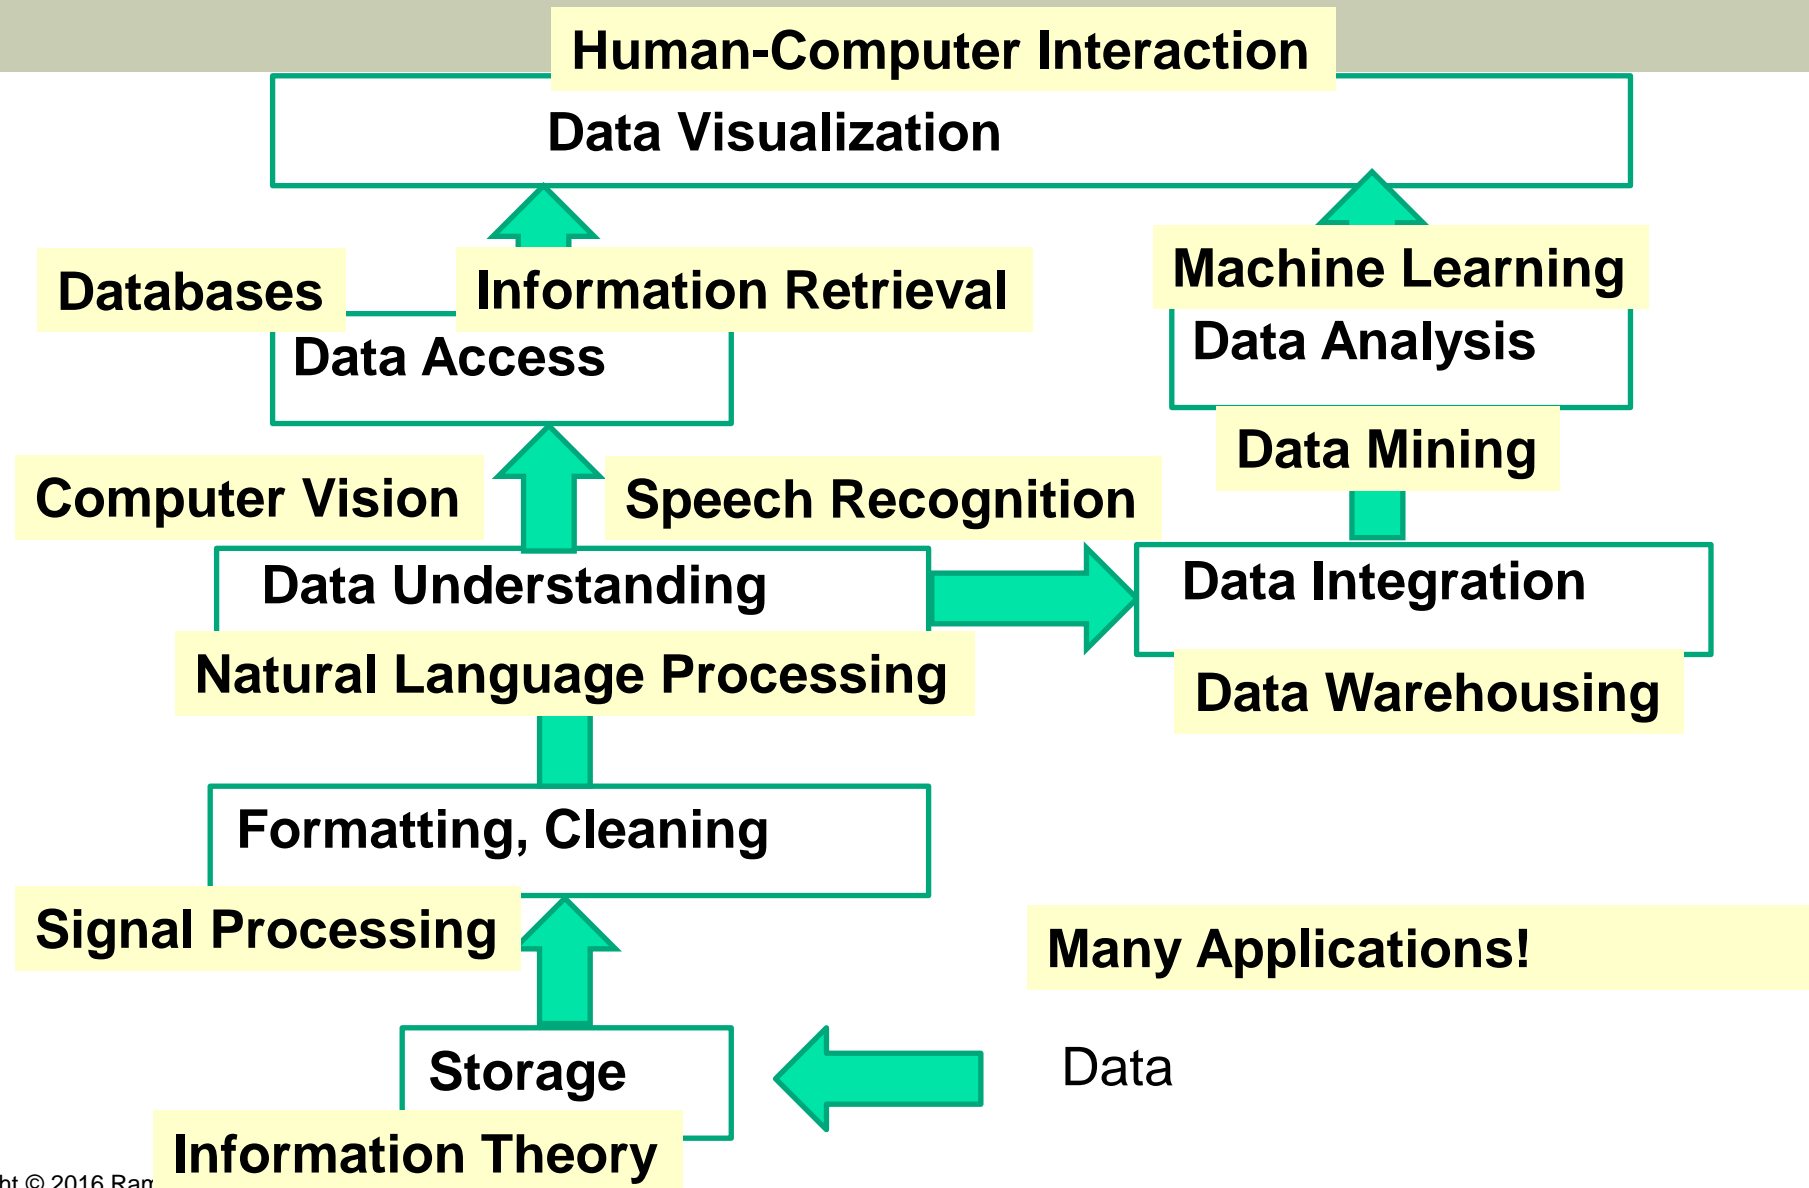 Human-Computer Interaction
Data Visualization
Databases
Information Retrieval
Machine Learning
Data Access
Data Analysis
Data Mining
Computer Vision
Speech Recognition
Data Understanding
Data Integration
Natural Language Processing
Data Warehousing
Formatting, Cleaning
Signal Processing
Many Applications!
Storage
Data
Information Theory
© 2016